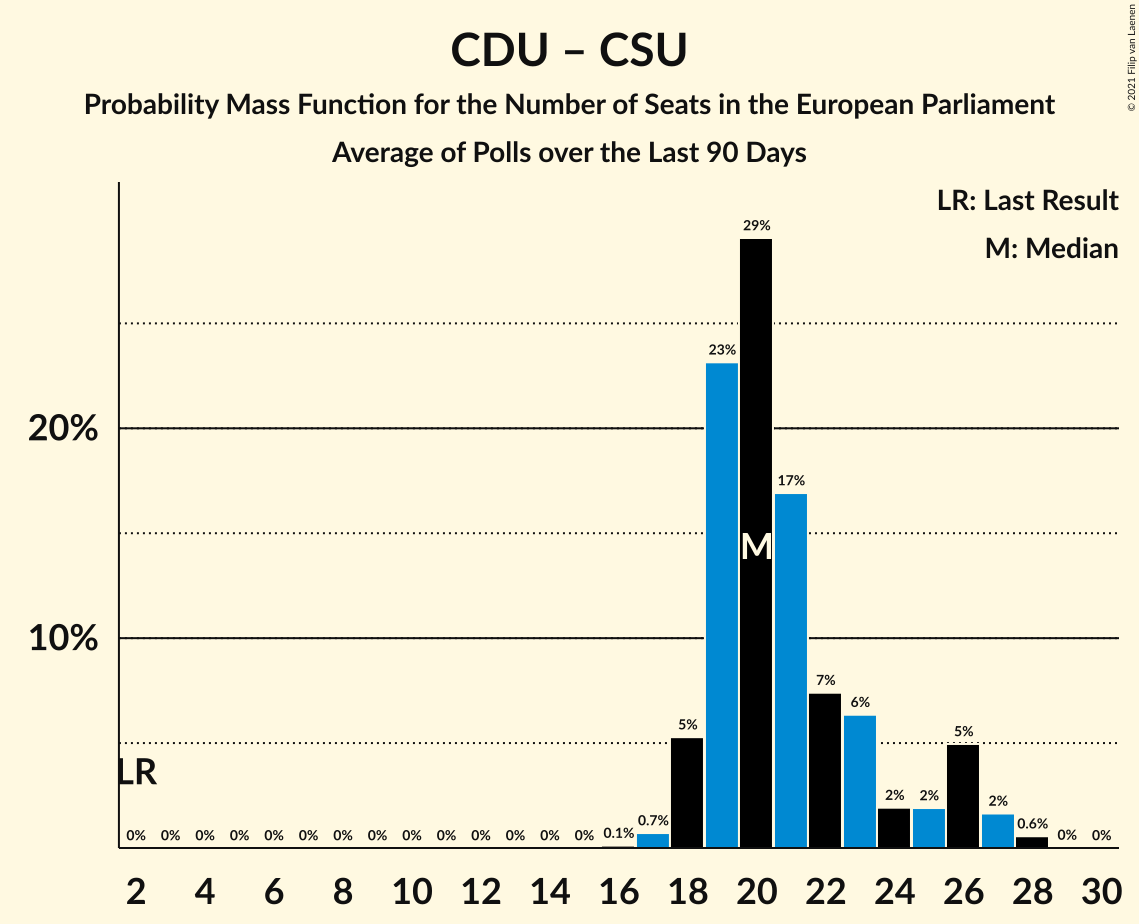 © 2021 Filip van Laenen
CDU – CSU
Probability Mass Function for the Number of Seats in the European Parliament
Average of Polls over the Last 90 Days
LR: Last Result
M: Median
29%
23%
20%
17%
M
10%
7%
6%
5%
5%
LR
0% 0% 0% 0% 0% 0% 0% 0% 0% 0% 0% 0% 0% 0% 0.1% 0.7% 2% 2% 2% 0.6% 0% 0%
2 4 6 8 10 12 14 16 18 20 22 24 26 28 30